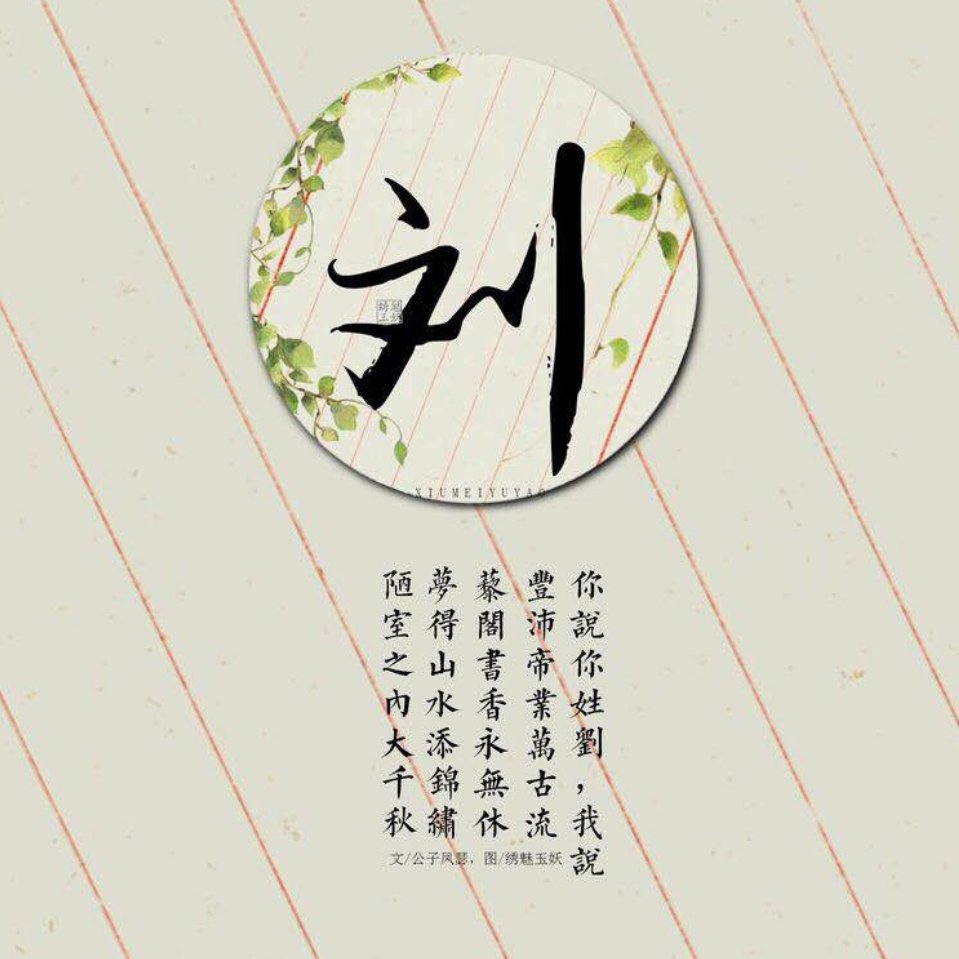 刘
XIUMEIYUYAO
你說你姓劉，我說
豐沛帝業萬古流
藜閣書香永無休
夢得山水添錦繡
陋室之內大千秋
文/公子凤瑟，图/绣魅玉妖